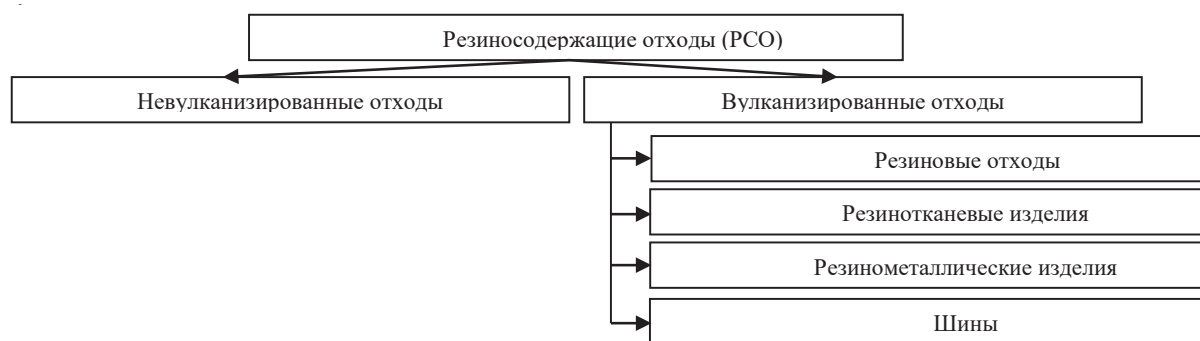 Резиносодержащие отходы (РСО)
Невулканизированные отходы
Вулканизированные отходы
Резиновые отходы
Резинотканевые изделия
Резинометаллические изделия
Шины